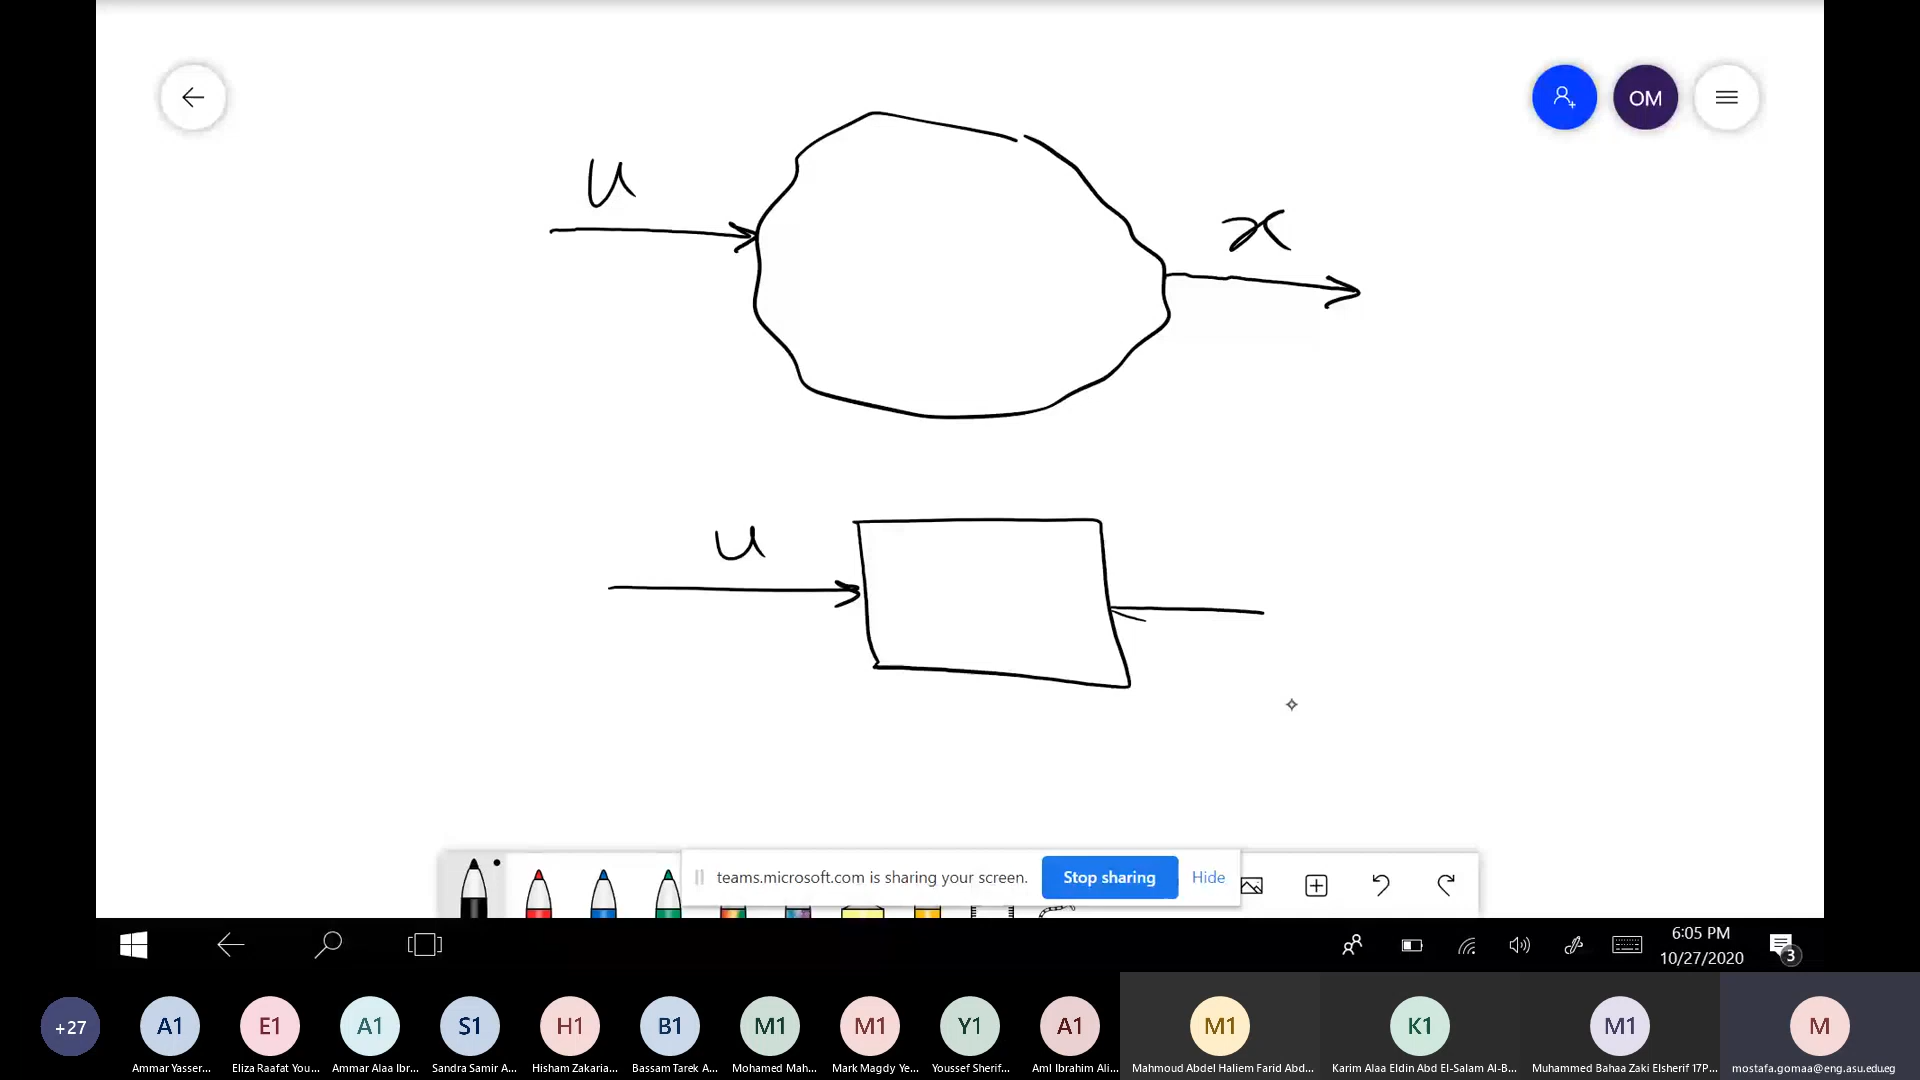 OM
u
x
u
teams.microsoft.com is sharing your screen.
Stop sharing
Hide
6:05 PM
10/27/2020
3
+27
A1
E1
A1
S1
H1
B1
M1
M1
Y1
A1
M1
K1
M1
M
Ammar Yasser...
Eliza Raafat You...
Ammar Alaa Ibr...
Sandra Samir A...
Hisham Zakaria...
Bassam Tarek A...
Mohamed Mah...
Mark Magdy Ye...
Youssef Sherif...
Aml Ibrahim Ali...
Mahmoud Abdel Haliem Farid Abd...
Karim Alaa Eldin Abd El-Salam Al-B...
Muhammed Bahaa Zaki Elsherif 17P...
mostafa.gomaa@eng.asu.edu.eg